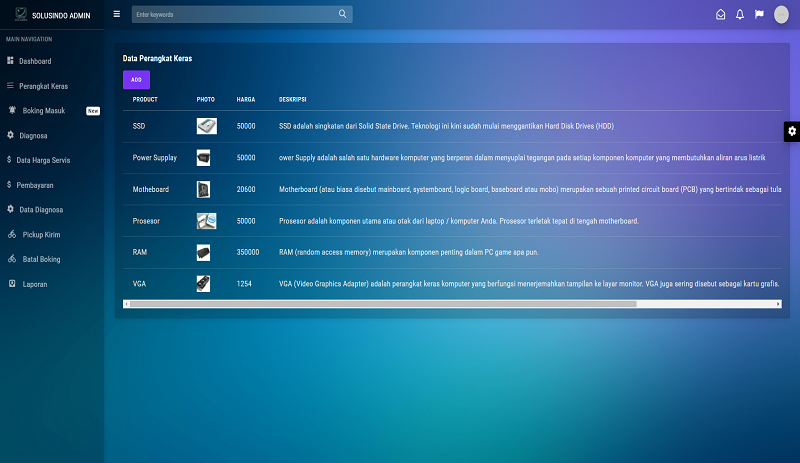 SOLUSINDO ADMIN
Enter keywords
MAIN NAVIGATION
Dashboard
Perangkat Keras
Boking Masuk
New
Diagnosa
Data Harga Servis
Pembayaran
Data Diagnosa
Pickup Kirim
Batal Boking
Laporan
Data Perangkat Keras
ADD
PRODUCT PHOTO HARGA DESKRIPSI
SSD 50000 SSD adalah singkatan dari Solid State Drive. Teknologi ini kini sudah mulai menggantikan Hard Disk Drives (HDD)
Power Supplay 50000 ower Supply adalah salah satu hardware komputer yang berperan dalam menyuplai tegangan pada setiap komponen komputer yang membutuhkan aliran arus listrik
Motheboard 20600 Motherboard (atau biasa disebut mainboard, systemboard, logic board, baseboard atau mobo) merupakan sebuah printed circuit board (PCB) yang bertindak sebagai tula
Prosesor 50000 Prosesor adalah komponen utama atau otak dari laptop / komputer Anda. Prosesor terletak tepat di tengah motherboard.
RAM 350000 RAM (random access memory) merupakan komponen penting dalam PC game apa pun.
VGA 1254 VGA (Video Graphics Adapter) adalah perangkat keras komputer yang berfungsi menerjemahkan tampilan ke layar monitor. VGA juga sering disebut sebagai kartu grafis.